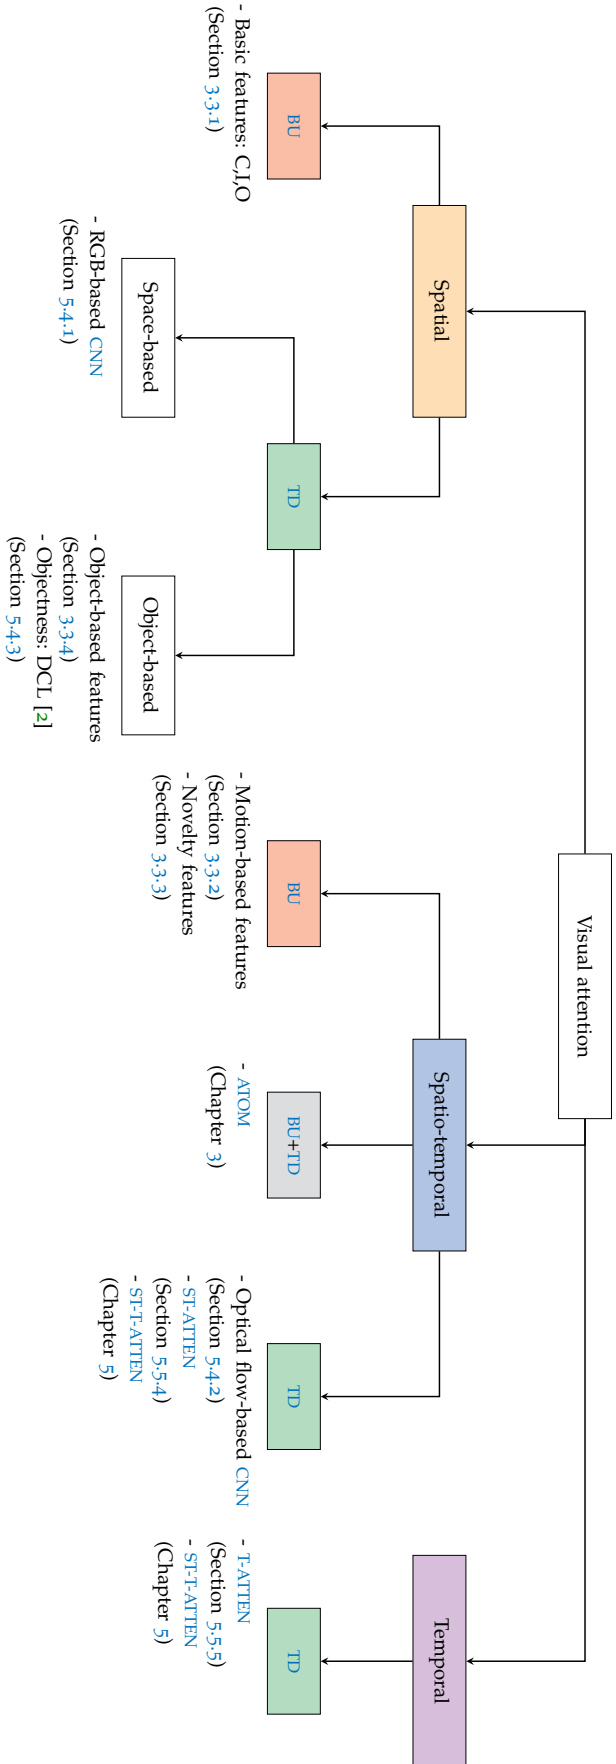 Visual attention
Spatial
Spatio-temporal
Temporal
BU
TD
BU
BU+TD
TD
TD
- Basic features: C,I,O
(Section 3.3.1)
Space-based
Object-based
- RGB-based CNN
(Section 5.4.1)
- Object-based features
(Section 3.3.4)
- Objectness: DCL [2]
(Section 5.4.3)
- Motion-based features
(Section 3.3.2)
- Novelty features
(Section 3.3.3)
- ATOM
(Chapter 3)
- Optical flow-based CNN
(Section 5.4.2)
- ST-ATTEN
(Section 5.5.4)
- ST-T-ATTEN
(Chapter 5)
- T-ATTEN
(Section 5.5.5)
- ST-T-ATTEN
(Chapter 5)